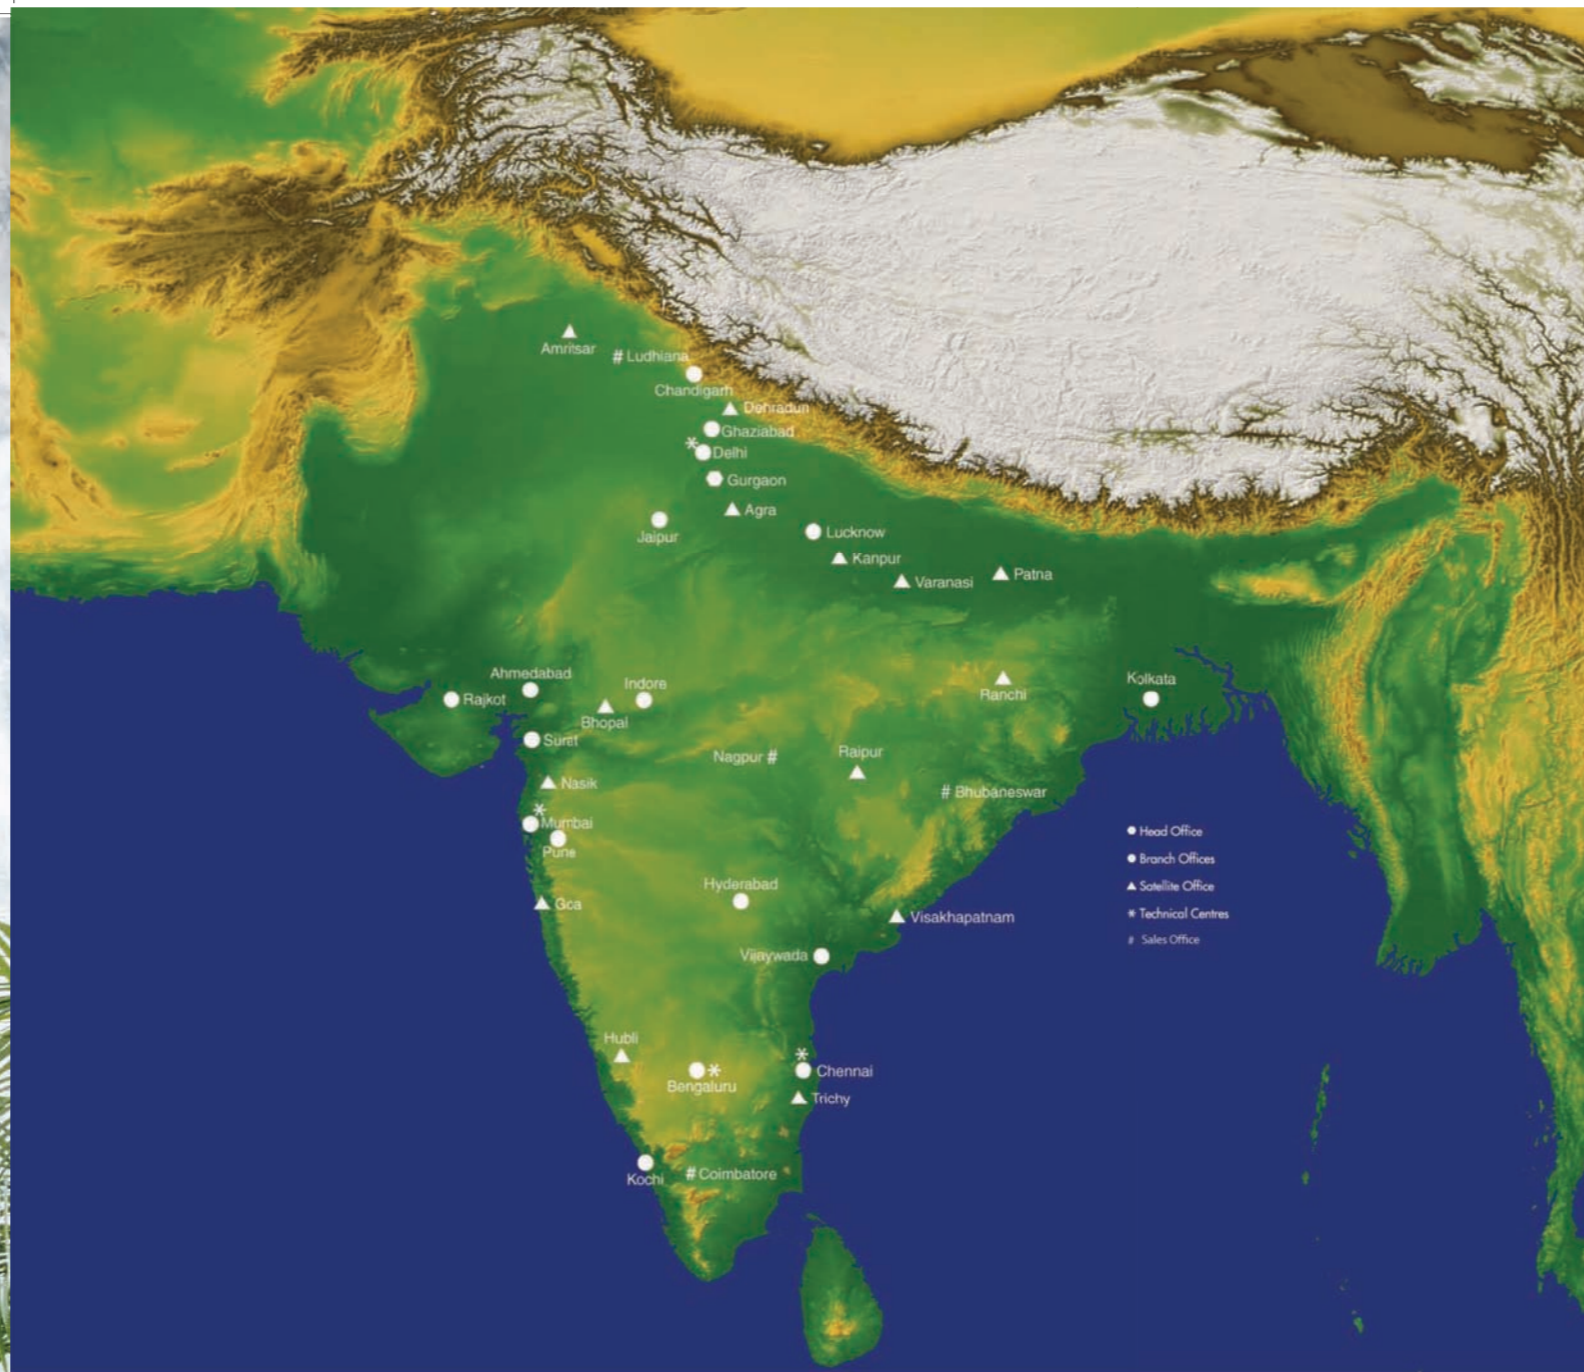 Amritsar
# Ludhiana
Chandigarh
Dehradun
Ghaziabad
* Delhi
Gurgaon
Agra
Jaipur
Lucknow
Kanpur
Varanasi
Patna
Ahmedabad
Rajkot
Indore
Bhopal
Ranchi
Kolkata
Surat
Nagpur #
Raipur
Nasik
# Bhubaneswar
* Mumbai
Pune
Head Office
Branch Offices
Satellite Office
* Technical Centres
# Sales Office
Hyderabad
Goa
Visakhapatnam
Vijaywada
Hubli
Bengaluru *
* Chennai
Trichy
Kochi
# Coimbatore